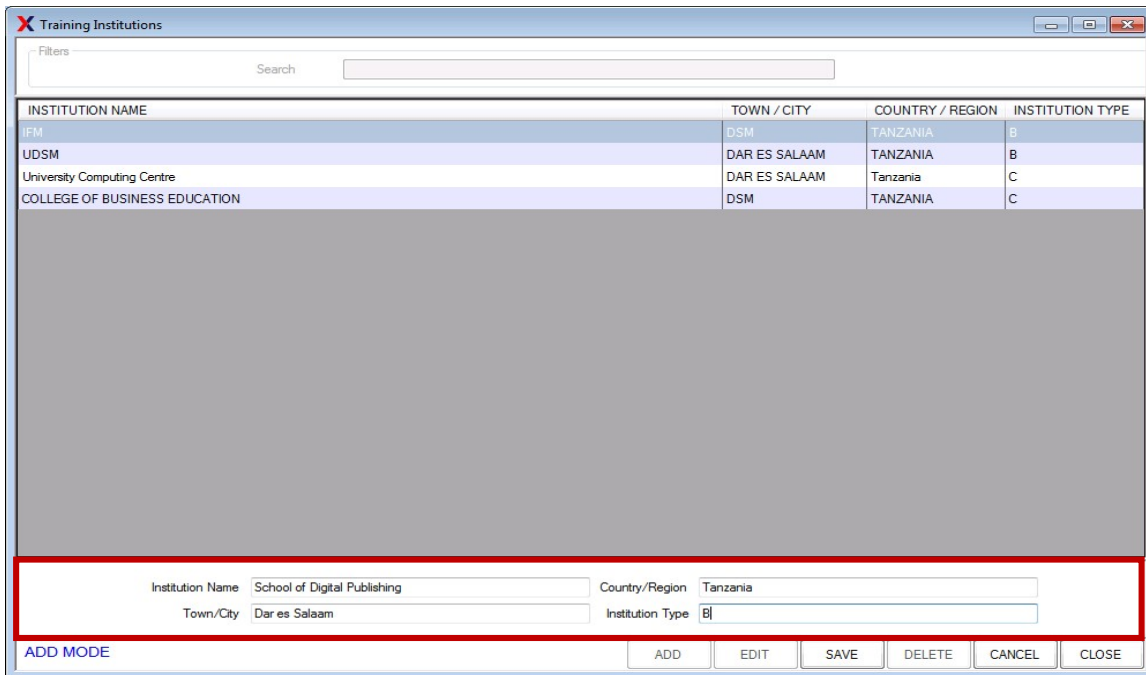 Training Institutions
Filters
Search
INSTITUTION NAME TOWN / CITY COUNTRY / REGION INSTITUTION TYPE
IFM DSM TANZANIA B
UDSM DAR ES SALAAM TANZANIA B
University Computing Centre DAR ES SALAAM Tanzania C
COLLEGE OF BUSINESS EDUCATION DSM TANZANIA C
Institution Name School of Digital Publishing Country/Region Tanzania
Town/City Dar es Salaam Institution Type B
ADD MODE ADD EDIT SAVE DELETE CANCEL CLOSE